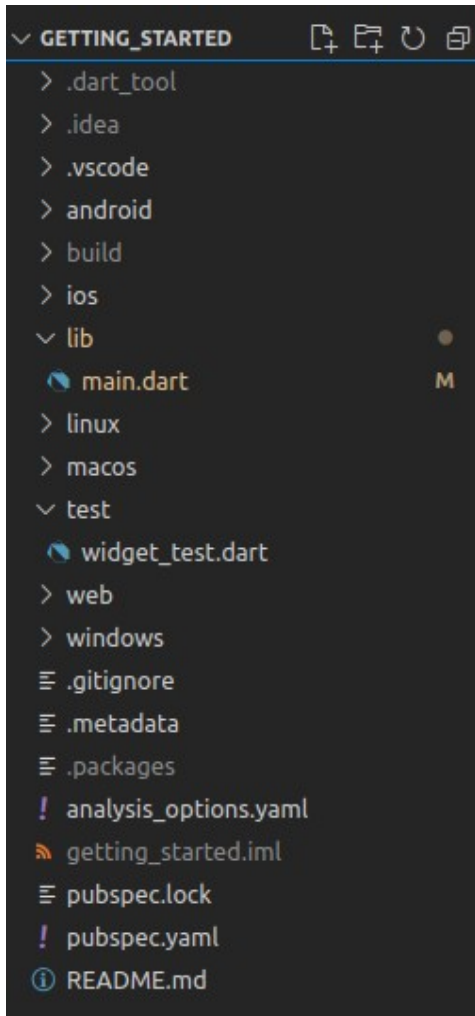 GETTING_STARTED
.dart_tool
.idea
.vscode
android
build
ios
lib
main.dart M
linux
macos
test
widget_test.dart
web
windows
.gitignore
.metadata
.packages
analysis_options.yaml
getting_started.iml
pubspec.lock
pubspec.yaml
README.md